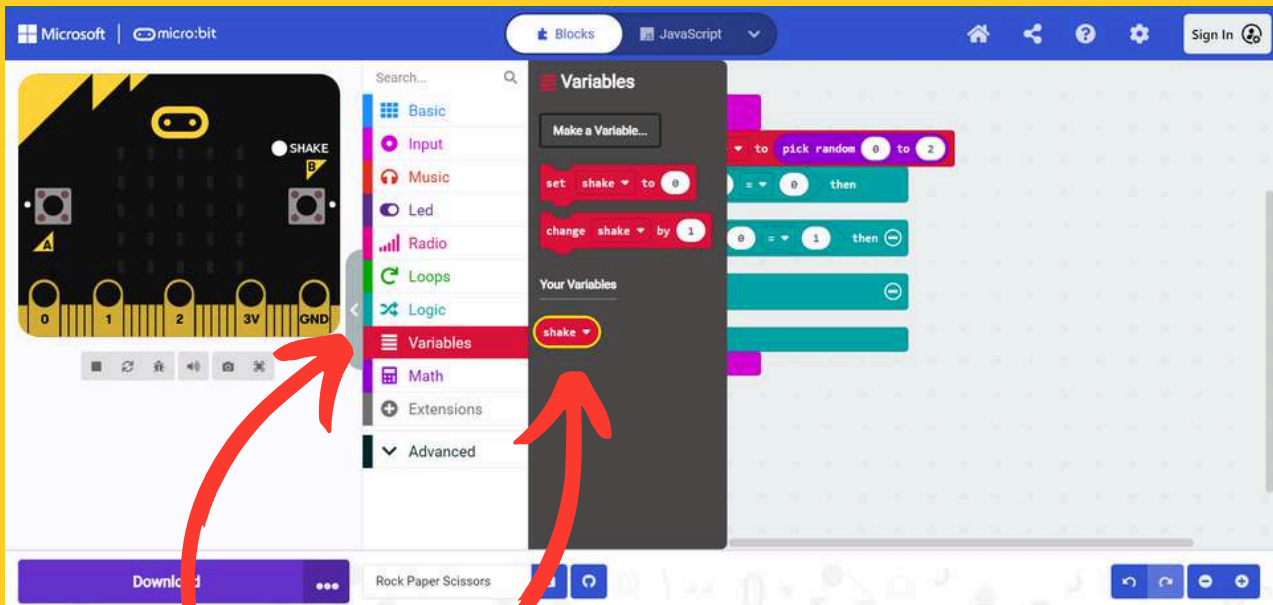 Microsoft micro:bit
Blocks
JavaScript
Sign In
SHAKE
B
A
0 1 2 3V GND
Search...
Basic
Input
Music
Led
Radio
Loops
Logic
Variables
Math
Extensions
Advanced
Variables
Make a Variable...
set shake to 0
change shake by 1
Your Variables
shake
to pick random 0 to 2
= 0 then
0 = 1 then
Download
Rock Paper Scissors